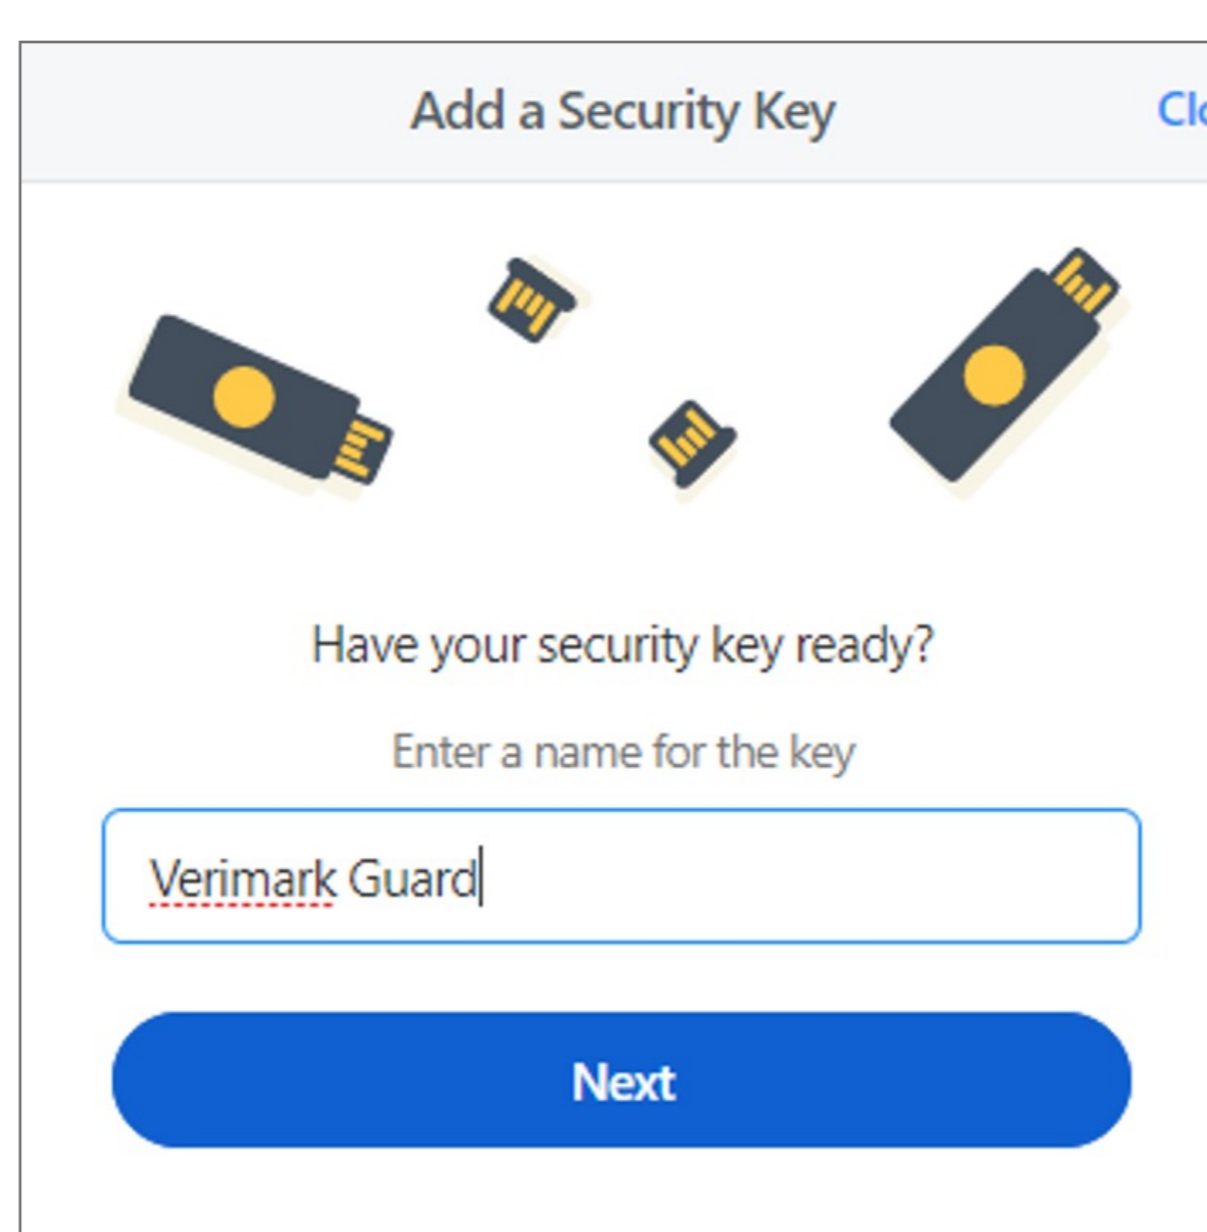 Add a Security Key
Have your security key ready?
Enter a name for the key
Verimark Guard
Next